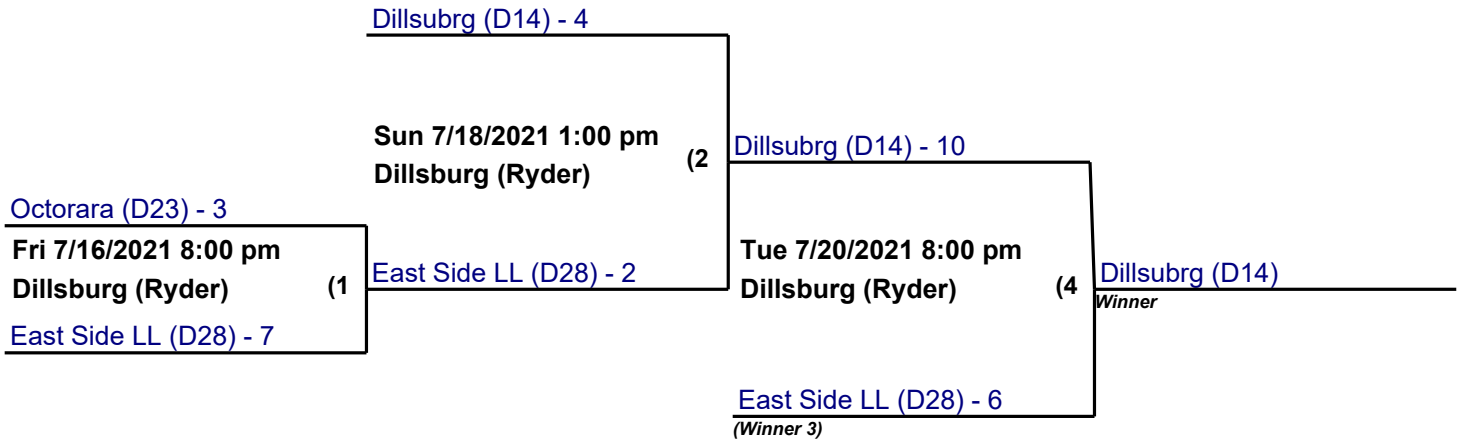 Dillsubrg (D14) - 4
Sun 7/18/2021 1:00 pm
Dillsburg (Ryder)
(2
Dillsubrg (D14) - 10
Octorara (D23) - 3
Fri 7/16/2021 8:00 pm
Dillsburg (Ryder)
(1
East Side LL (D28) - 2
East Side LL (D28) - 7
Tue 7/20/2021 8:00 pm
Dillsburg (Ryder)
(4
Dillsubrg (D14)
Winner
East Side LL (D28) - 6
(Winner 3)